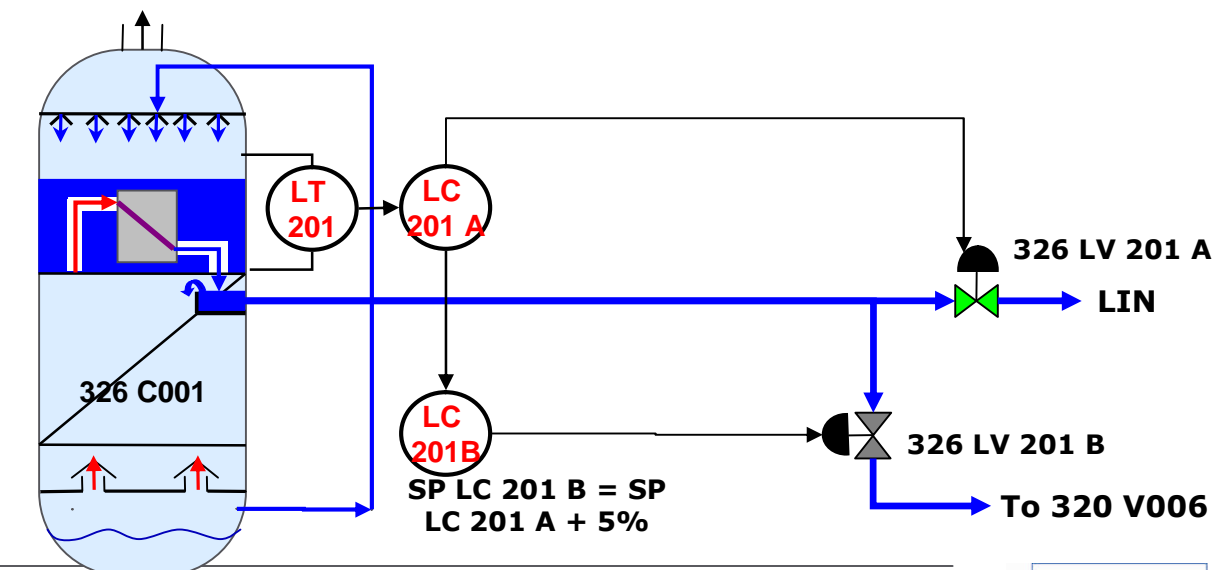 LT
201
LC
201 A
326 LV 201 A
LIN
326 C001
LC
201B
326 LV 201 B
SP LC 201 B = SP
LC 201 A + 5%
To 320 V006